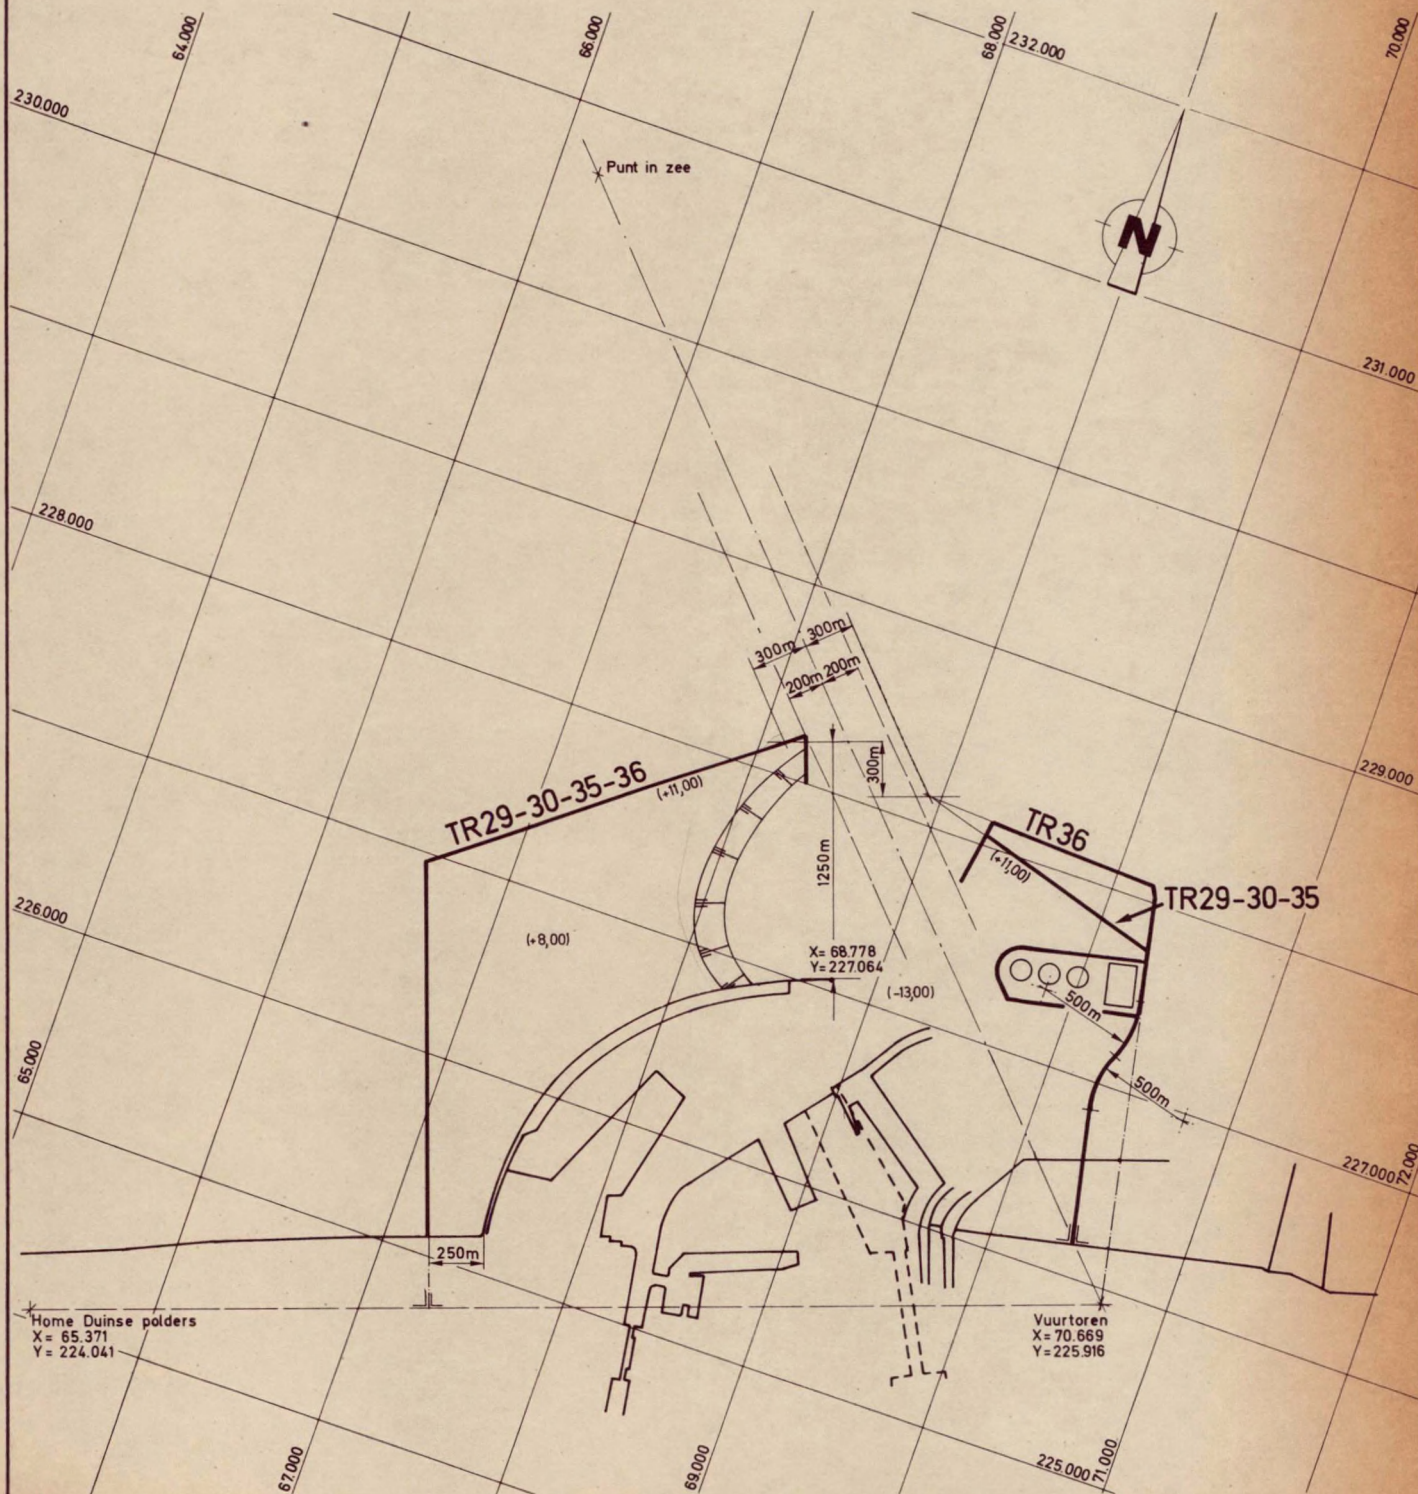 64.000
66.000
68.000
232.000
70.000
230.000
Punt in zee
N
231.000
228.000
300m
300m
200m
200m
300m
TR29-30-35-36
(+11,00)
229.000
TR36
(+11,00)
1250m
TR29-30-35
226.000
(+8,00)
X= 68.778
Y= 227.064
(-13,00)
500m
65.000
500m
227.000
72.000
250m
Home Duinse polders
X= 65.371
Y= 224.041
Vuurtoren
X= 70.669
Y= 225.916
67.000
69.000
225.000
71.000